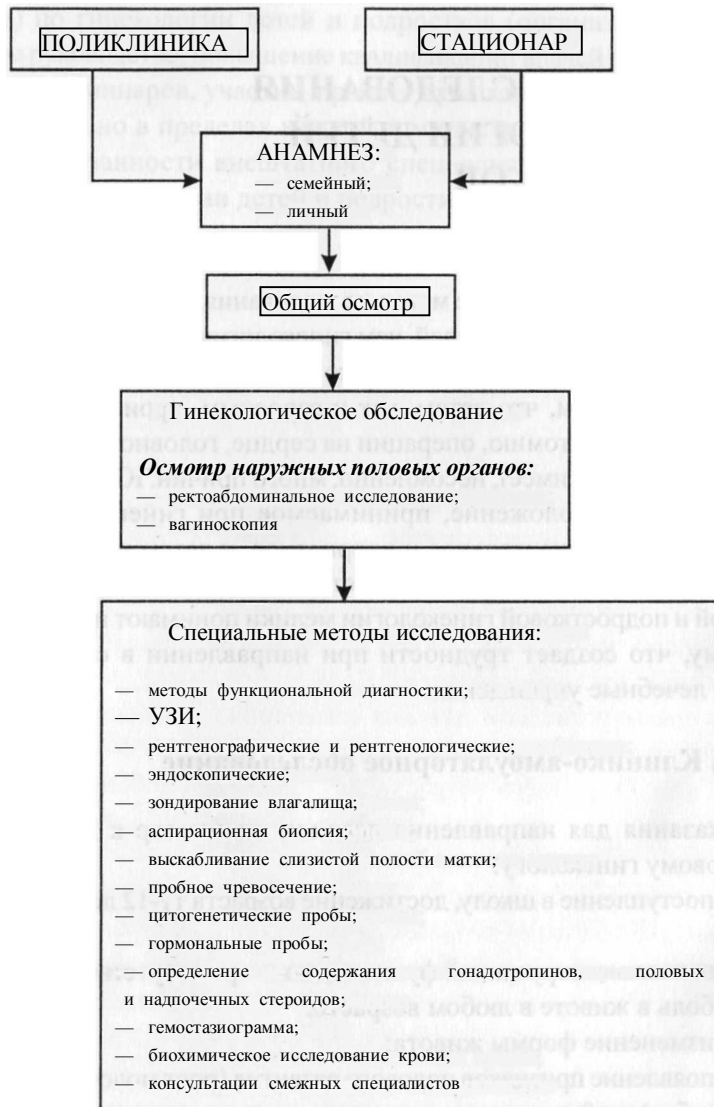 ПОЛИКЛИНИКА
СТАЦИОНАР
АНАМНЕЗ:
— семейный;
— личный
Общий осмотр
Гинекологическое обследование
Осмотр наружных половых органов:
— ректоабдоминальное исследование;
— вагиноскопия
Специальные методы исследования:
— методы функциональной диагностики;
— УЗИ;
— рентгенографические и рентгенологические;
— эндоскопические;
— зондирование влагалища;
— аспирационная биопсия;
— выскабливание слизистой полости матки;
— пробное чревосечение;
— цитогенетические пробы;
— гормональные пробы;
— определение содержания гонадотропинов, половых
и надпочечных стероидов;
— гемостазиограмма;
— биохимическое исследование крови;
— консультации смежных специалистов